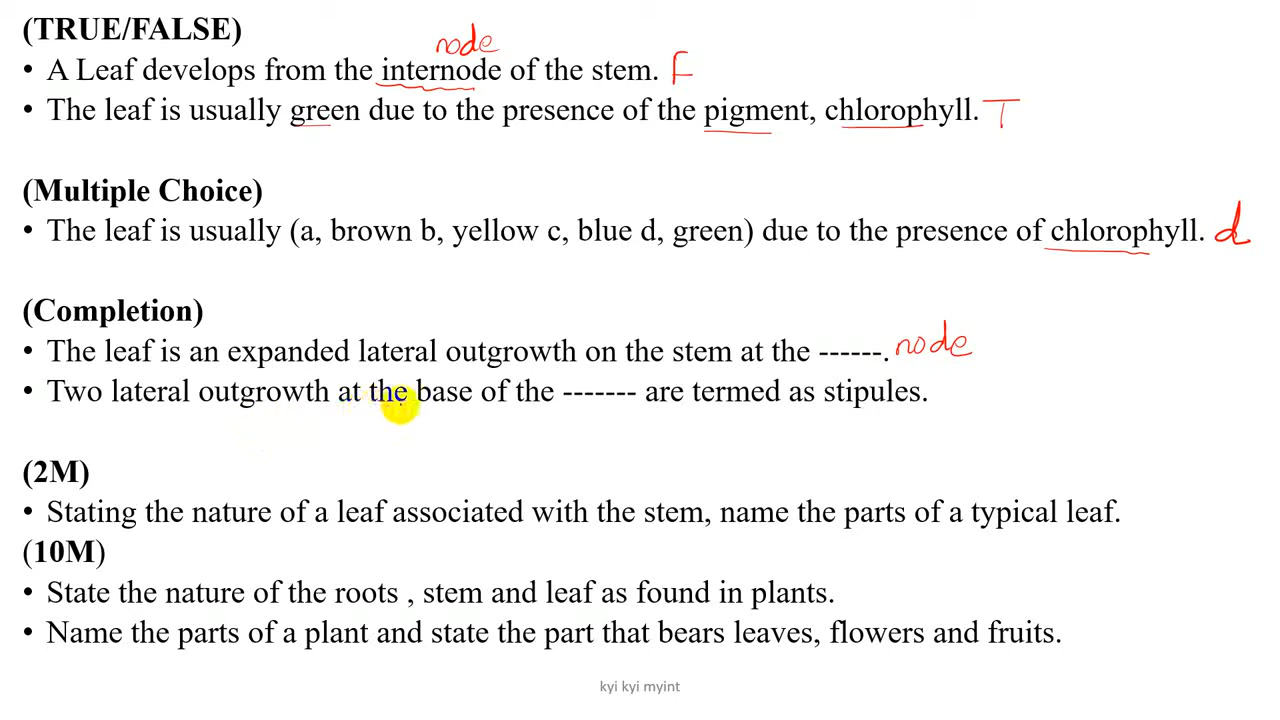 (TRUE/FALSE)
node
• A Leaf develops from the internode of the stem. F
• The leaf is usually green due to the presence of the pigment, chlorophyll. T
(Multiple Choice)
• The leaf is usually (a, brown b, yellow c, blue d, green) due to the presence of chlorophyll. d
(Completion)
• The leaf is an expanded lateral outgrowth on the stem at the ------. node
• Two lateral outgrowth at the base of the ------- are termed as stipules.
(2M)
• Stating the nature of a leaf associated with the stem, name the parts of a typical leaf.
(10M)
• State the nature of the roots , stem and leaf as found in plants.
• Name the parts of a plant and state the part that bears leaves, flowers and fruits.
kyi kyi myint